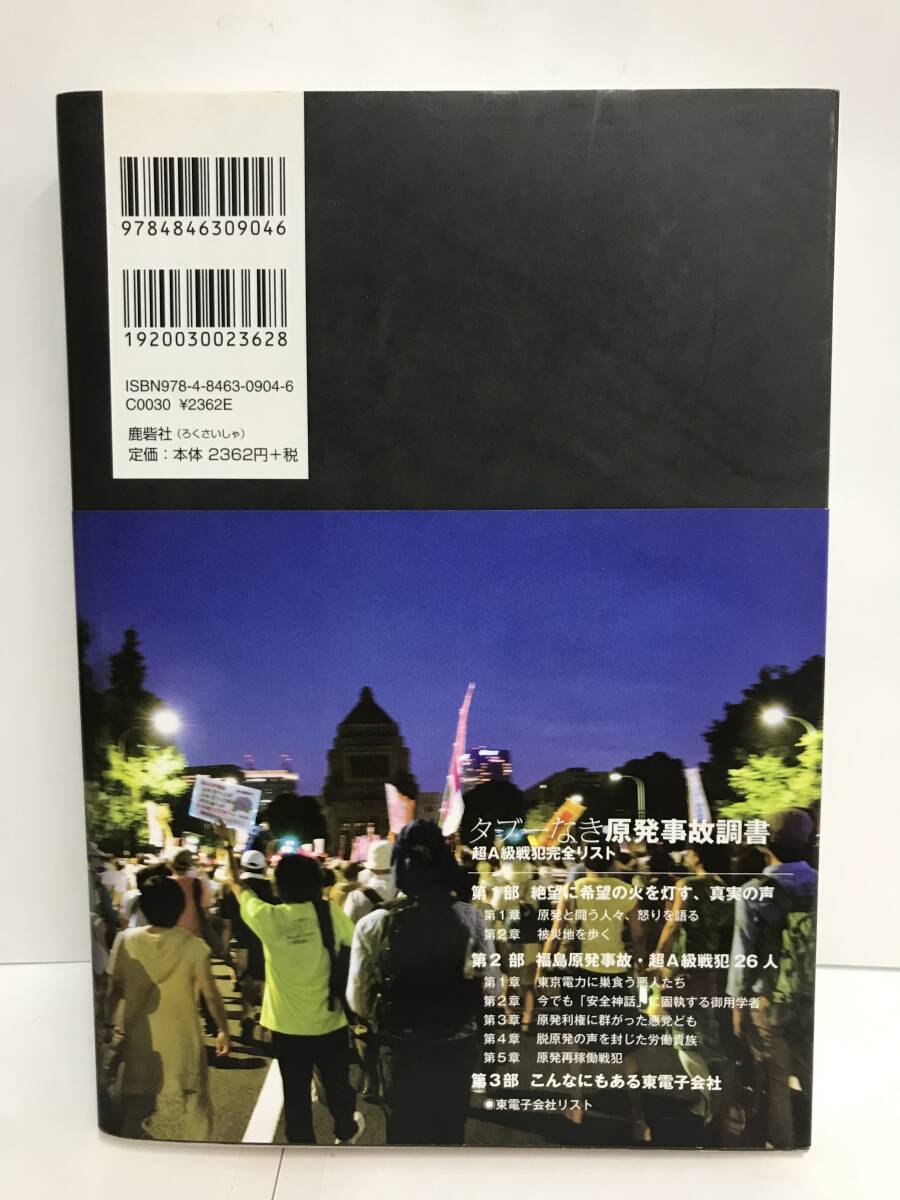 9784846309046
1920030023628
ISBN978-4-8463-0904-6
C0030 ¥2362E
鹿砦社（ろくさいしゃ）
定価：本体 2362円＋税
タブーなき原発事故調書
超A級戦犯完全リスト
第1部 絶望に希望の火を灯す、真実の声
第1章 原発と闘う人々、怒りを語る
第2章 被災地を歩く
第2部 福島原発事故・超A級戦犯26人
第1章 東京電力に巣食う悪人たち
第2章 今でも「安全神話」に固執する御用学者
第3章 原発利権に群がった悪党ども
第4章 脱原発の声を封じた労働貴族
第5章 原発再稼働戦犯
第3部 こんなにもある東電子会社
◉東電子会社リスト